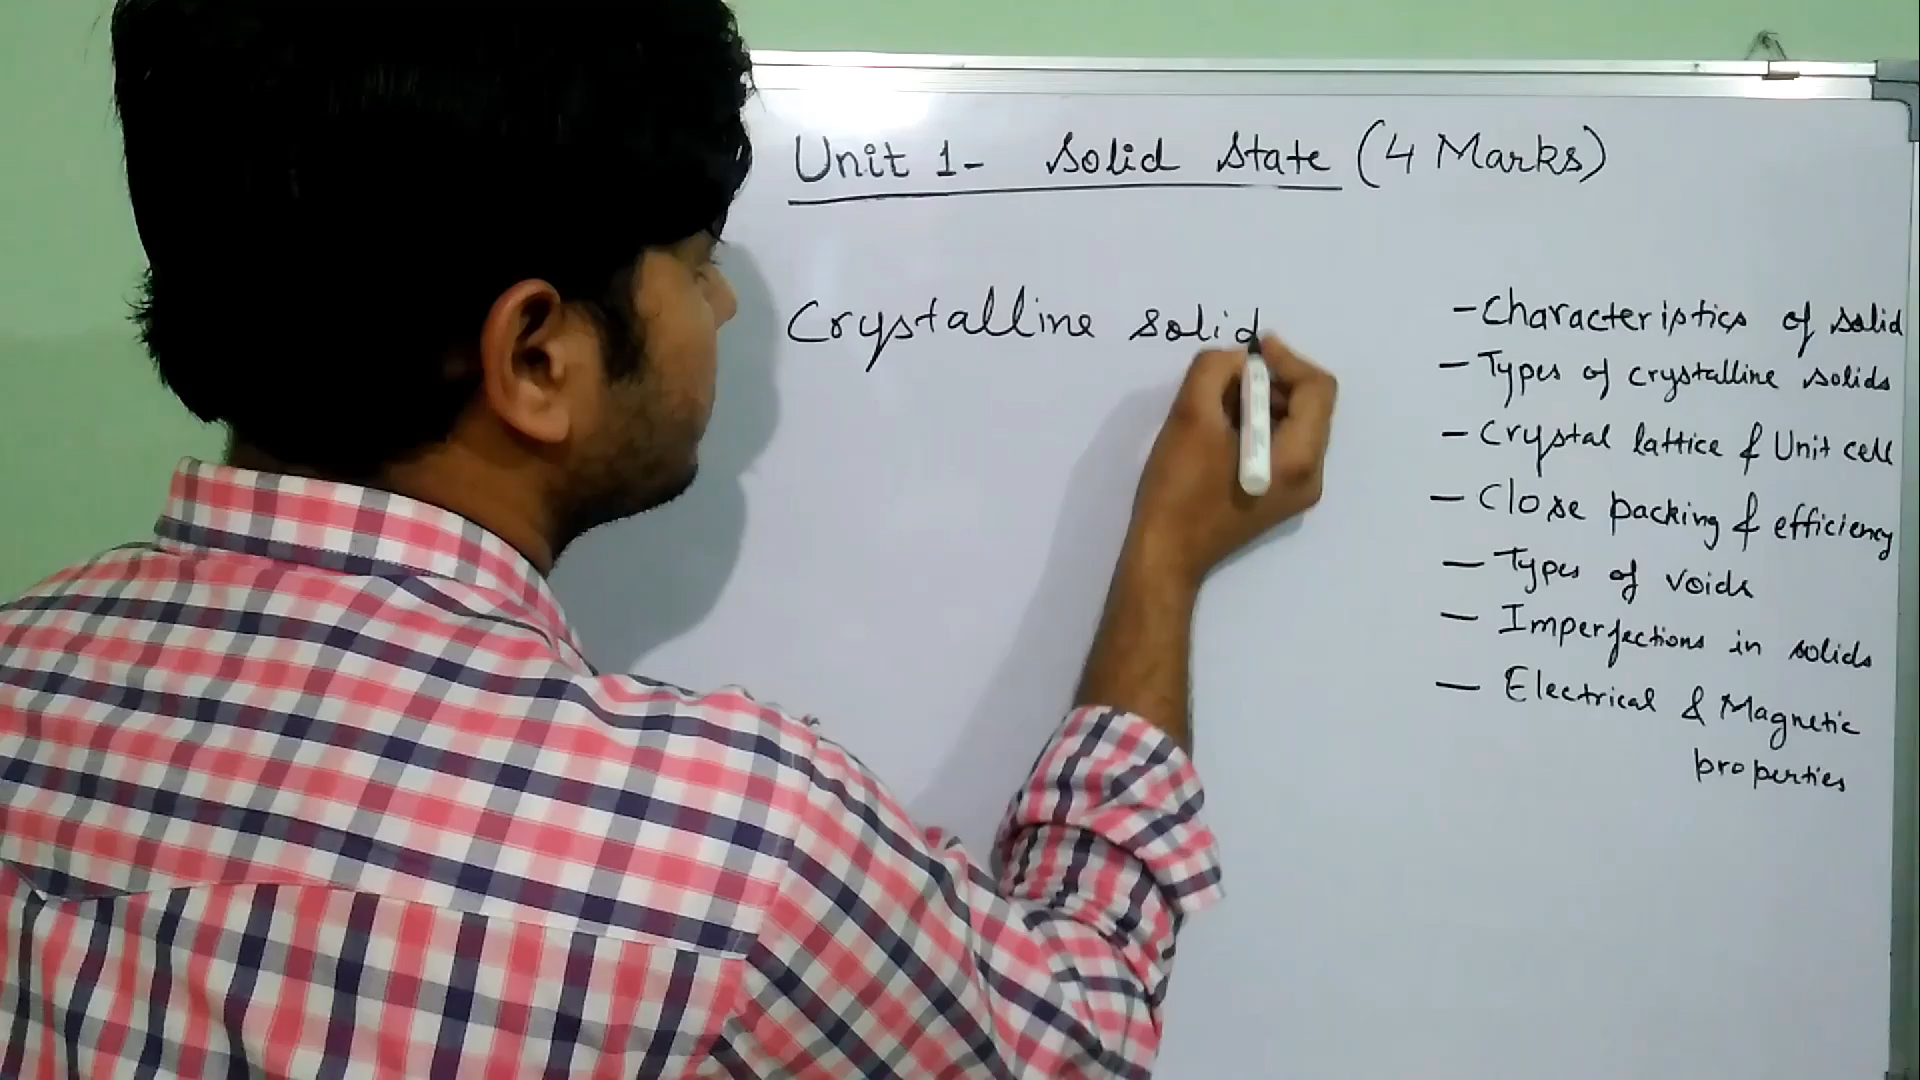 Unit 1- Solid State (4 Marks)
Crystalline solid
- Characteristics of solid
- Types of crystalline solids
- Crystal lattice & Unit cell
- Close packing & efficiency
- Types of voids
- Imperfections in solids
- Electrical & Magnetic
properties